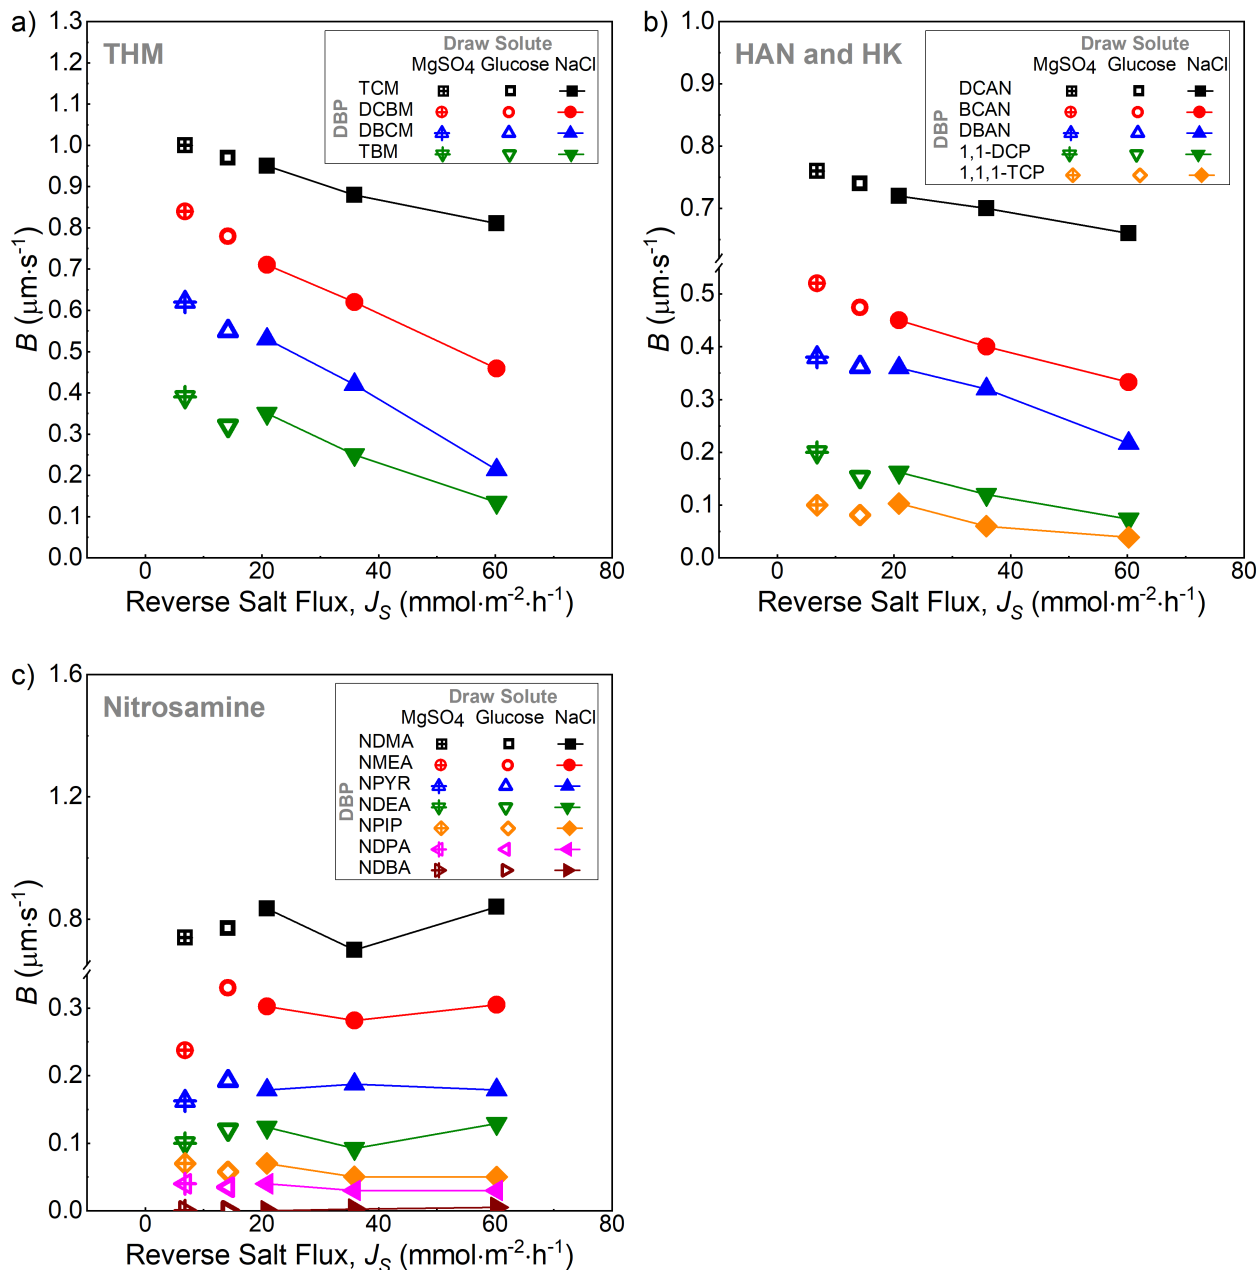 a)
THM
Draw Solute
MgSO4 Glucose NaCl
DBP
TCM
DCBM
DBCM
TBM
1.3
1.2
1.1
1.0
0.9
0.8
0.7
0.6
0.5
0.4
0.3
0.2
0.1
0.0
B (μm·s-1)
0 20 40 60 80
Reverse Salt Flux, JS (mmol·m-2·h-1)
b)
HAN and HK
Draw Solute
MgSO4 Glucose NaCl
DBP
DCAN
BCAN
DBAN
1,1-DCP
1,1,1-TCP
1.0
0.9
0.8
0.7
0.5
0.4
0.3
0.2
0.1
0.0
B (μm·s-1)
0 20 40 60 80
Reverse Salt Flux, JS (mmol·m-2·h-1)
c)
Nitrosamine
Draw Solute
MgSO4 Glucose NaCl
DBP
NDMA
NMEA
NPYR
NDEA
NPIP
NDPA
NDBA
1.6
1.2
0.8
0.3
0.2
0.1
0.0
B (μm·s-1)
0 20 40 60 80
Reverse Salt Flux, JS (mmol·m-2·h-1)